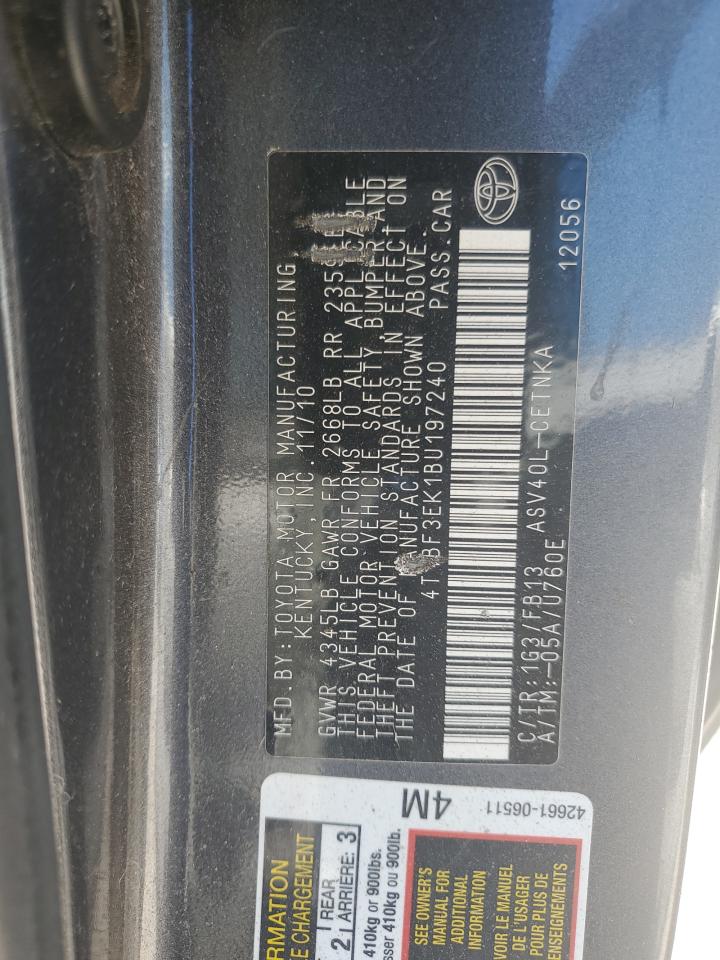 MFD.BY:TOYOTA MOTOR MANUFACTURING
KENTUCKY,INC. 11/10
GVWR 4345LB GAWR FR 2668LB RR
THIS VEHICLE CONFORMS TO ALL APPLICABLE
FEDERAL MOTOR VEHICLE SAFETY,BUMPER,AND
THEFT PREVENTION STANDARDS IN EFFECT ON
THE DATE OF MANUFACTURE SHOWN ABOVE.
PASS.CAR
C/TR:1G3/FB13 ASV40L-CETNKA
A/TM:-05A/U760E 12056
4M
42661-06511
REAR 3
2 ARRIÈRE:
410kg or 900lbs.
410kg ou 900lb.
SEE OWNER'S
MANUAL FOR
ADDITIONAL
INFORMATION
VOIR LE MANUEL
DE L'USAGER
POUR PLUS DE
RENSEIGNEMENTS